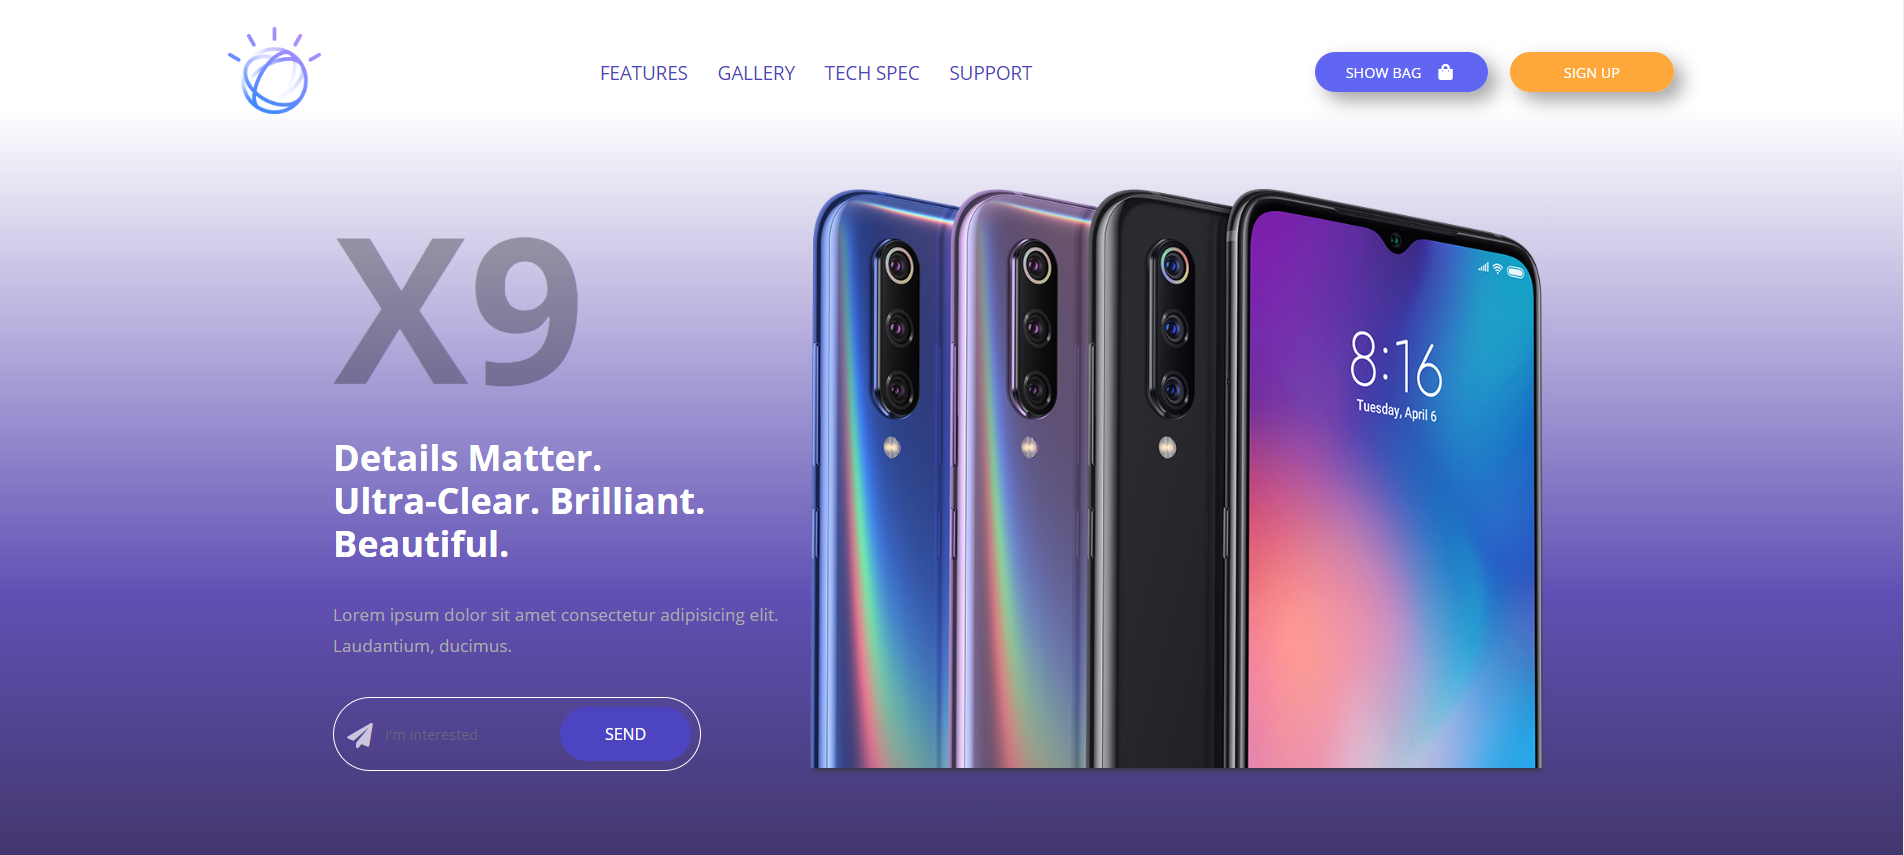 FEATURES GALLERY TECH SPEC SUPPORT SHOW BAG SIGN UP
X9
Details Matter.
Ultra-Clear. Brilliant.
Beautiful.
Lorem ipsum dolor sit amet consectetur adipisicing elit.
Laudantium, ducimus.
I'm interested SEND
8:16
Tuesday, April 6